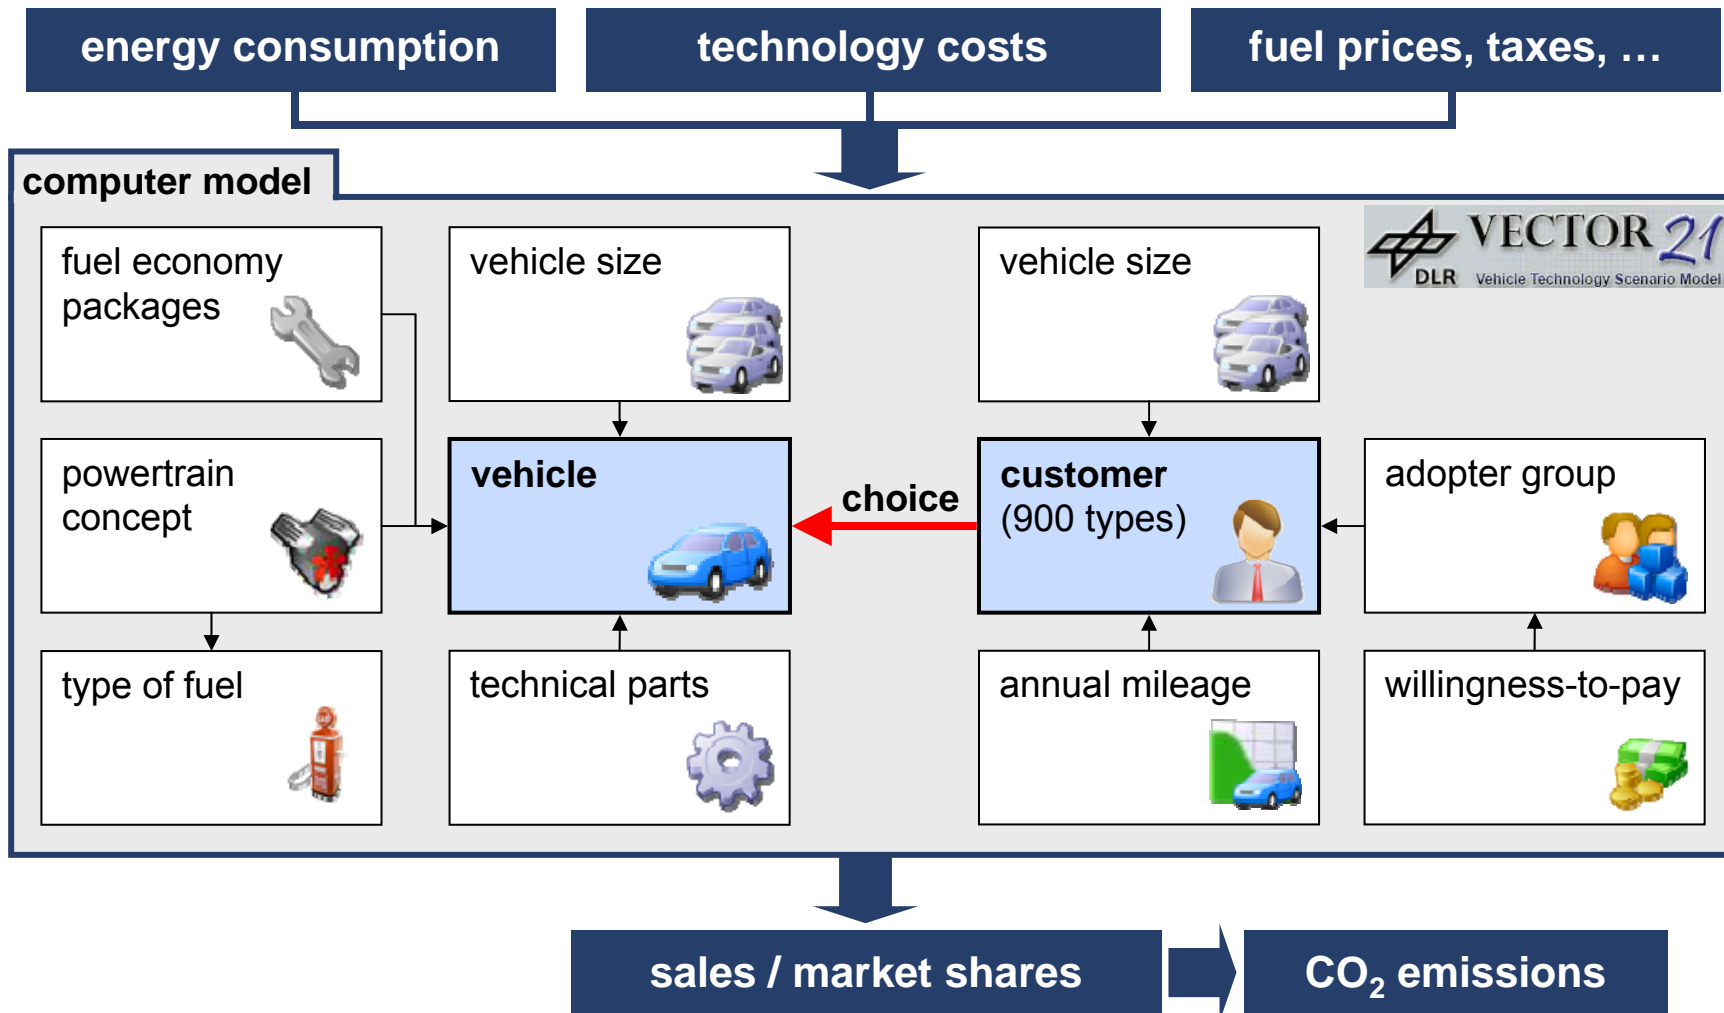 energy consumption
technology costs
fuel prices, taxes, …
computer model
fuel economy
packages
vehicle size
vehicle size
VECTOR 21
DLR
Vehicle Technology Scenario Model
powertrain
concept
vehicle
choice
customer
(900 types)
adopter group
type of fuel
technical parts
annual mileage
willingness-to-pay
sales / market shares
CO₂ emissions